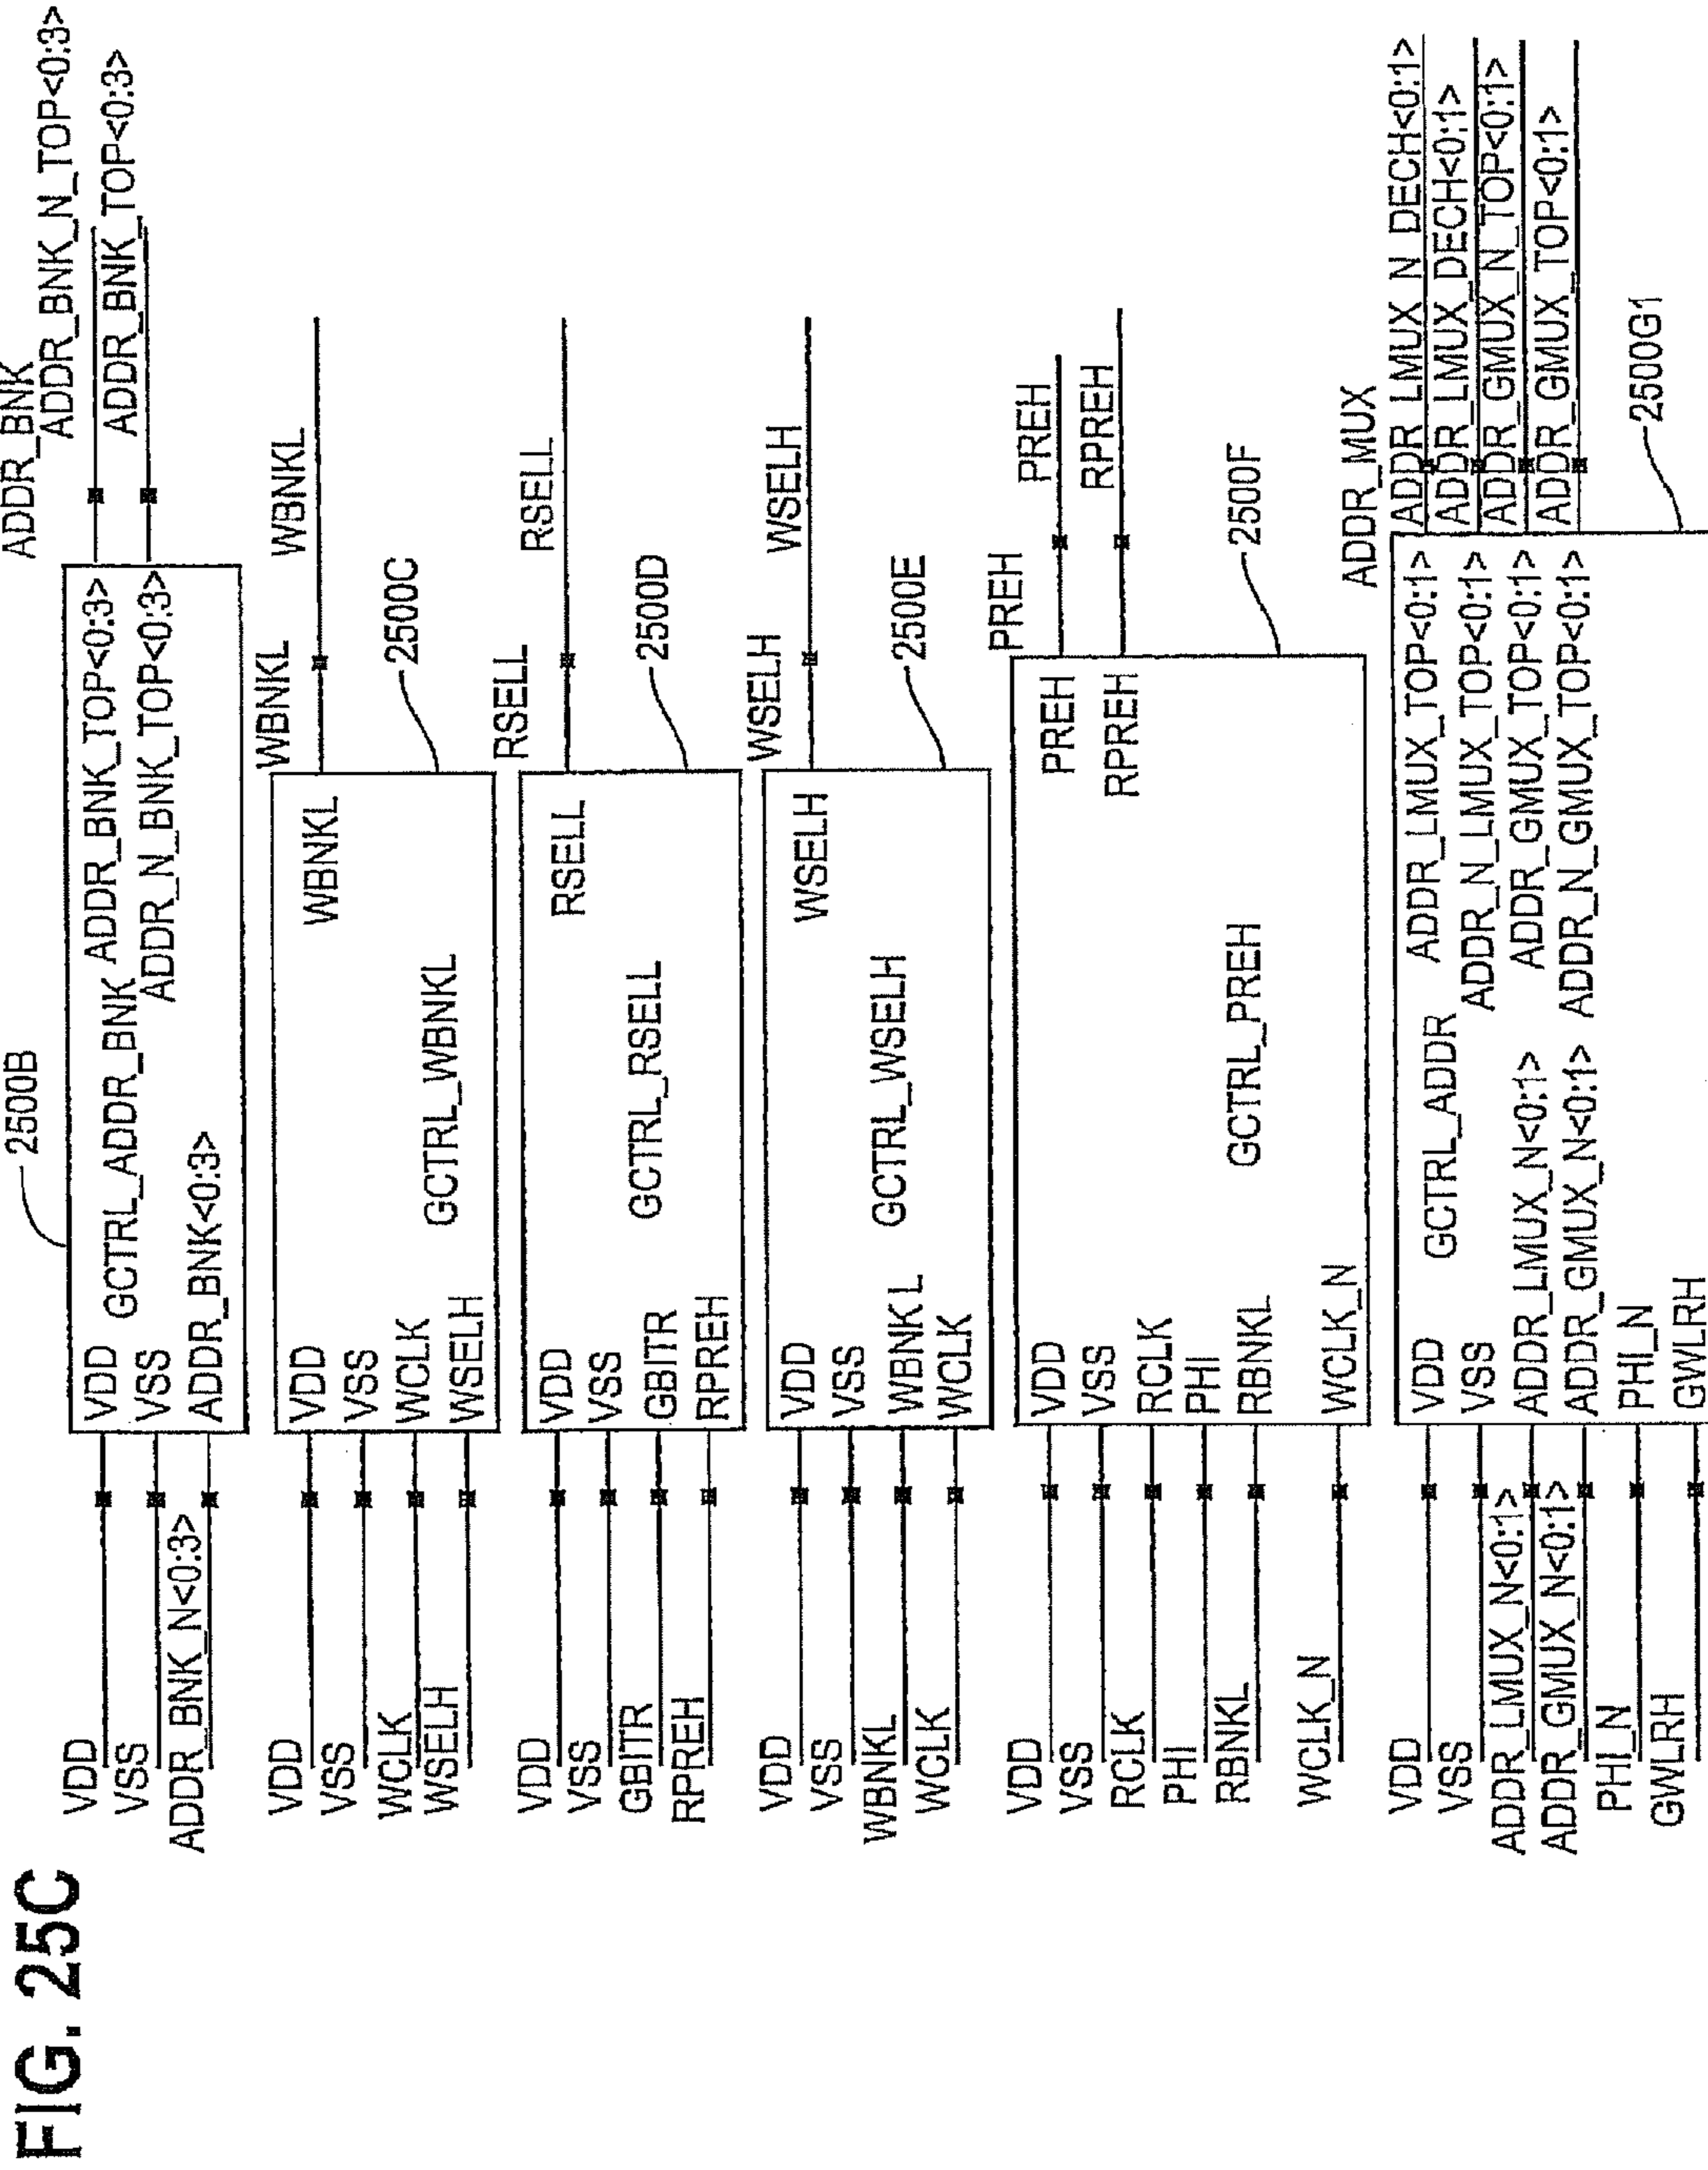 FIG. 25C
2500B
ADDR_BNK
VDD
VSS
ADDR_BNK_N<0:3>
VDD
VSS
ADDR_BNK<0:3>
GCTRL_ADDR_BNK
ADDR_BNK_TOP<0:3>
ADDR_N_BNK_TOP<0:3>
ADDR_BNK_N_TOP<0:3>
ADDR_BNK_TOP<0:3>
VDD
VSS
WCLK
WSELH
VDD
VSS
WCLK
WSELH
GCTRL_WBNKL
WBNKL
WBNKL
WBNKL
2500C
VDD
VSS
GBITR
RPREH
VDD
VSS
GBITR
RPREH
GCTRL_RSELL
RSELL
RSELL
RSELL
2500D
VDD
VSS
WBNKL
WCLK
VDD
VSS
WBNKL
WCLK
GCTRL_WSELH
WSELH
WSELH
WSELH
2500E
VDD
VSS
RCLK
PHI
RBNKL
WCLK_N
VDD
VSS
RCLK
PHI
RBNKL
WCLK_N
GCTRL_PREH
PREH
RPREH
PREH
PREH
RPREH
2500F
VDD
VSS
ADDR_LMUX_N<0:1>
ADDR_GMUX_N<0:1>
PHI_N
GWLRH
VDD
VSS
ADDR_LMUX_N<0:1>
ADDR_GMUX_N<0:1>
PHI_N
GWLRH
GCTRL_ADDR
ADDR_LMUX_TOP<0:1>
ADDR_N_LMUX_TOP<0:1>
ADDR_GMUX_TOP<0:1>
ADDR_N_GMUX_TOP<0:1>
ADDR_MUX
ADDR_LMUX_N_DECH<0:1>
ADDR_LMUX_DECH<0:1>
ADDR_GMUX_N_TOP<0:1>
ADDR_GMUX_TOP<0:1>
2500G1